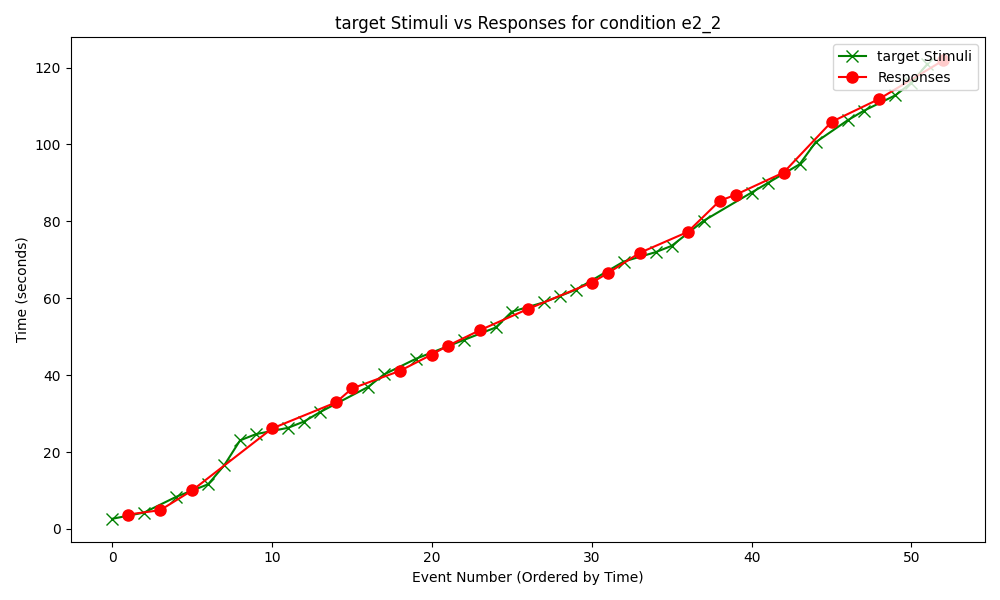 target Stimuli vs Responses for condition e2_2
target Stimuli
Responses
120
100
80
60
40
20
0
Time (seconds)
0 10 20 30 40 50
Event Number (Ordered by Time)